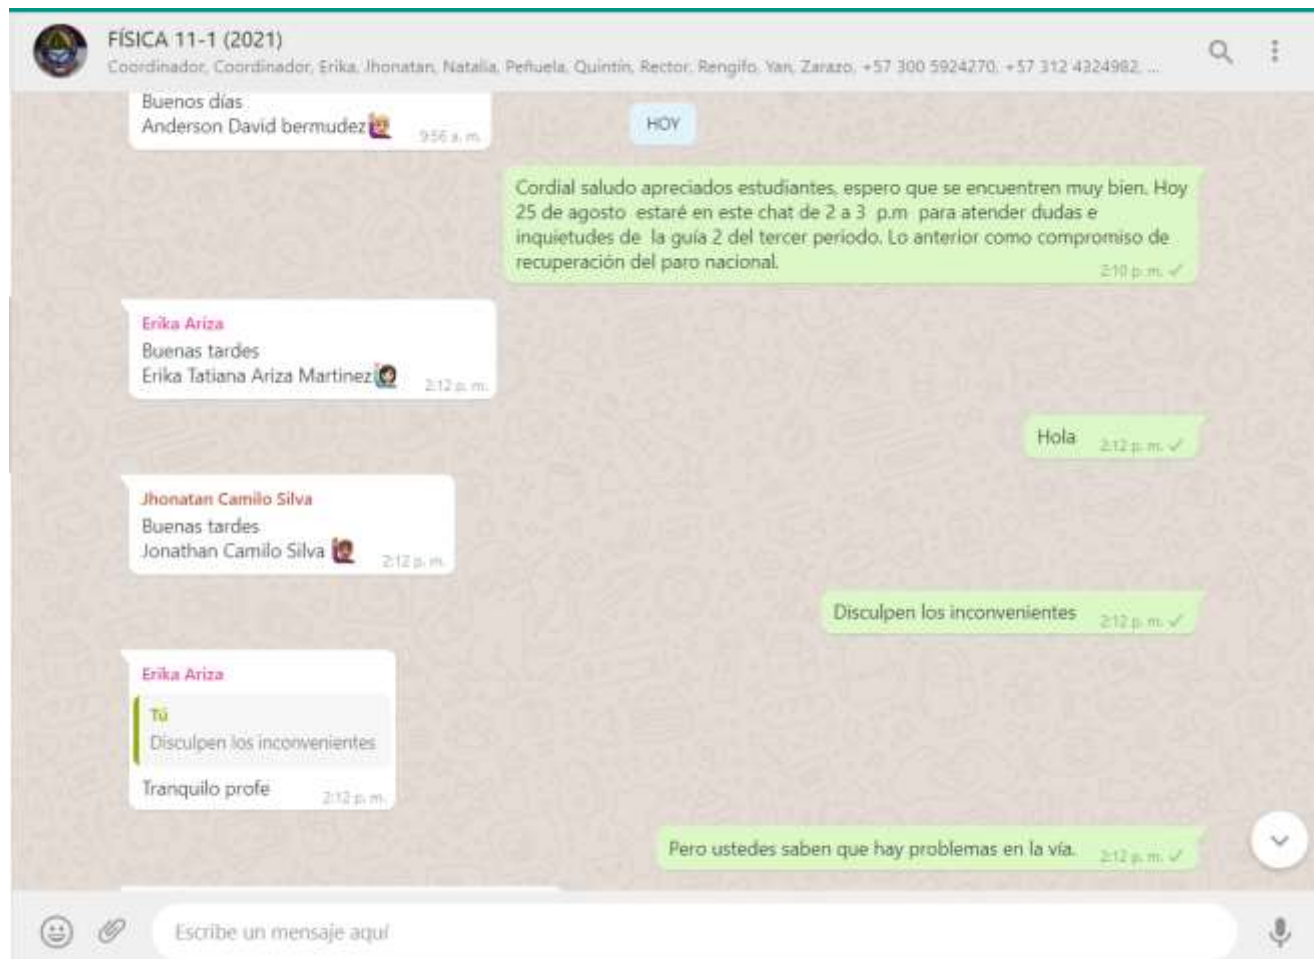 FÍSICA 11-1 (2021)
Coordinador, Coordinador, Erika, Jhonatan, Natalia, Peñuela, Quintín, Rector, Rengifo, Yan, Zarazo, +57 300 5924270, +57 312 4324982, ...
Buenos días
Anderson David bermudez🙋🏼 9:56 a. m.
HOY
Cordial saludo apreciados estudiantes, espero que se encuentren muy bien. Hoy
25 de agosto estaré en este chat de 2 a 3 p.m para atender dudas e
inquietudes de la guía 2 del tercer periodo. Lo anterior como compromiso de
recuperación del paro nacional.
2:10 p. m.
Erika Ariza
Buenas tardes
Erika Tatiana Ariza Martinez🙋🏻‍♀️ 2:12 p. m.
Hola 2:12 p. m.
Jhonatan Camilo Silva
Buenas tardes
Jonathan Camilo Silva 🙋🏽 2:12 p. m.
Disculpen los inconvenientes 2:12 p. m.
Erika Ariza
Tú
Disculpen los inconvenientes
Tranquilo profe 2:12 p. m.
Pero ustedes saben que hay problemas en la vía. 2:12 p. m.
Escribe un mensaje aquí